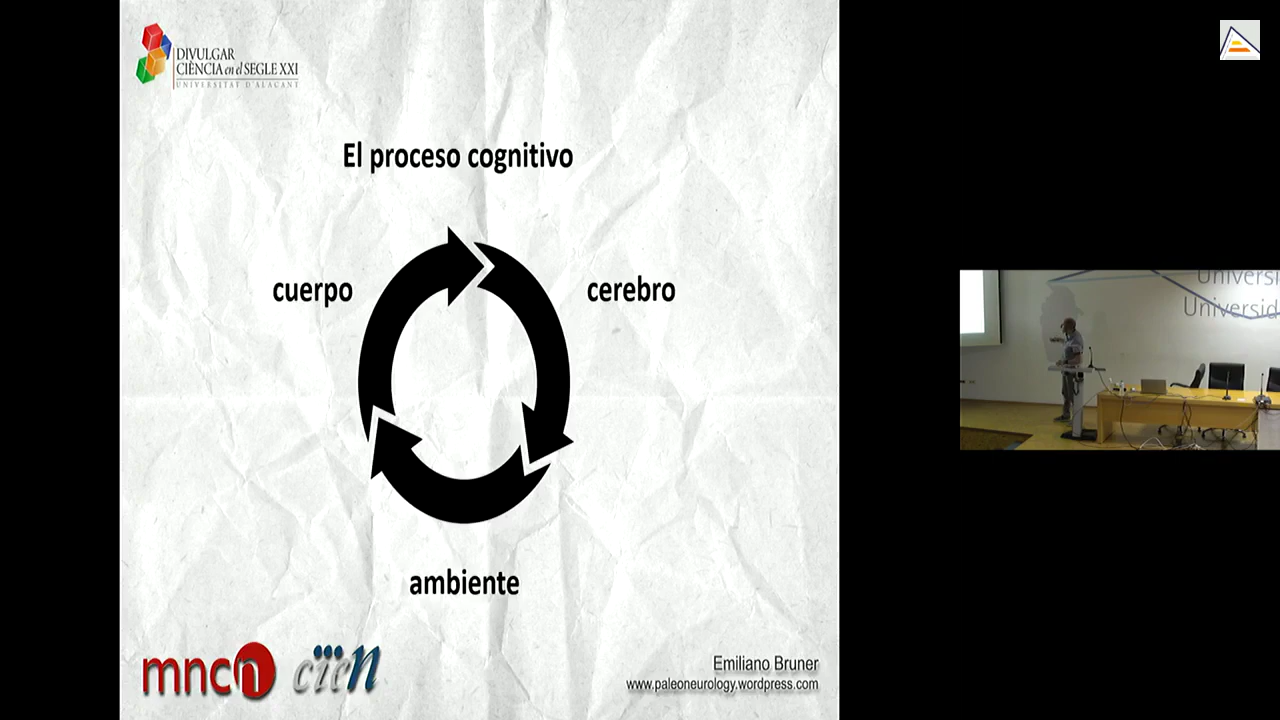 DIVULGAR
CIÈNCIA en el SEGLE XXI
UNIVERSITAT D'ALACANT
El proceso cognitivo
cuerpo
cerebro
ambiente
mncn
cien
Emiliano Bruner
www.paleoneurology.wordpress.com
Universi
Universid